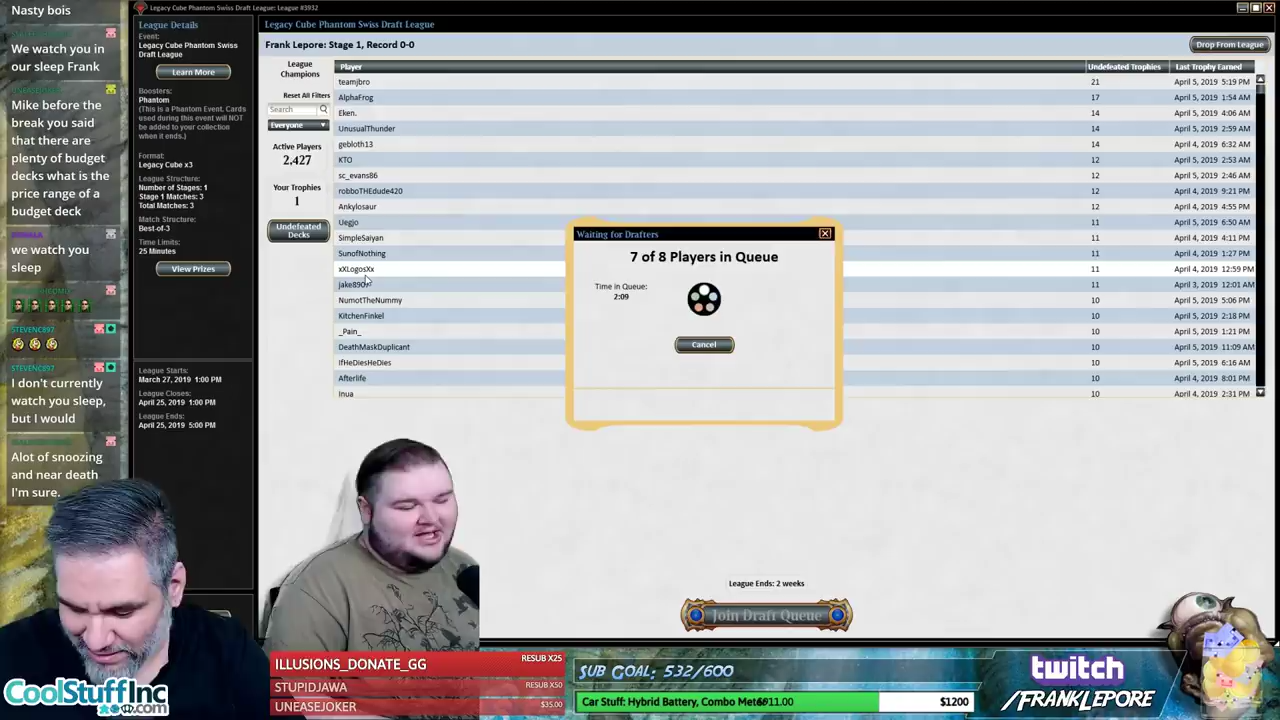 Nasty bois
We watched you in
our sleep Frank
Mike before the
break you said
that there are
plenty of budget
decks what is the
price range of a
budget deck
we watched you
sleep
STEVENC897
STEVENC897
I don't currently
watch you sleep,
but I would
Alot of snoozing
and near death
I'm sure.
Legacy Cube Phantom Swiss Draft League: League #3932
League Details
Event:
Legacy Cube Phantom Swiss
Draft League
Learn More
Boosters:
Phantom
(This is a Phantom Event. Cards
used during this event will NOT
be added to your collection
when it ends.)
Format:
Legacy Cube x3
League Structure:
Number of Stages: 1
Stage 1 Matches: 3
Total Matches: 3
Match Structure:
Best-of-3
Time Limits:
25 Minutes
View Prizes
League Starts:
March 27, 2019 1:00 PM
League Closes:
April 25, 2019 1:00 PM
League Ends:
April 25, 2019 5:00 PM
Legacy Cube Phantom Swiss Draft League
Frank Lepore: Stage 1, Record 0-0
Drop From League
League
Champions
Reset All Filters
Search
Everyone
Active Players
2,427
Your Trophies
1
Undefeated
Decks
Player Undefeated Trophies Last Trophy Earned
teamjbro 21 April 5, 2019 5:19 PM
AlphaFrog 17 April 5, 2019 1:54 AM
Eken. 14 April 5, 2019 4:06 AM
UnusualThunder 14 April 5, 2019 2:59 AM
gebloth13 14 April 4, 2019 6:32 AM
KTO 12 April 5, 2019 2:53 AM
sc_evans86 12 April 5, 2019 2:46 AM
robboTHEdude420 12 April 4, 2019 9:21 PM
Ankylosaur 12 April 4, 2019 4:55 PM
Uegjo 11 April 5, 2019 6:50 AM
SimpleSaiyan 11 April 4, 2019 4:11 PM
SunofNothing 11 April 4, 2019 1:27 PM
xXLogosXx 11 April 4, 2019 12:59 PM
11 April 3, 2019 12:01 AM
NumotTheNummy 10 April 5, 2019 5:06 PM
KitchenFinkel 10 April 5, 2019 2:18 PM
_Pain_ 10 April 5, 2019 1:21 PM
DeathMaskDuplicant 10 April 5, 2019 11:09 AM
IfHeDiesHeDies 10 April 5, 2019 6:16 AM
Afterlife 10 April 4, 2019 8:01 PM
Inua 10 April 4, 2019 2:31 PM
Waiting for Drafters
7 of 8 Players in Queue
Time in Queue:
2:09
Cancel
League Ends: 2 weeks
Join Draft Queue
CoolStuffInc
.com
ILLUSIONS_DONATE_GG RESUB X25
STUPIDJAWA RESUB X50
UNEASEJOKER $35.00
SUB GOAL: 532/600
Car Stuff: Hybrid Battery, Combo Meter $1200
twitch
/FRANKLEPORE